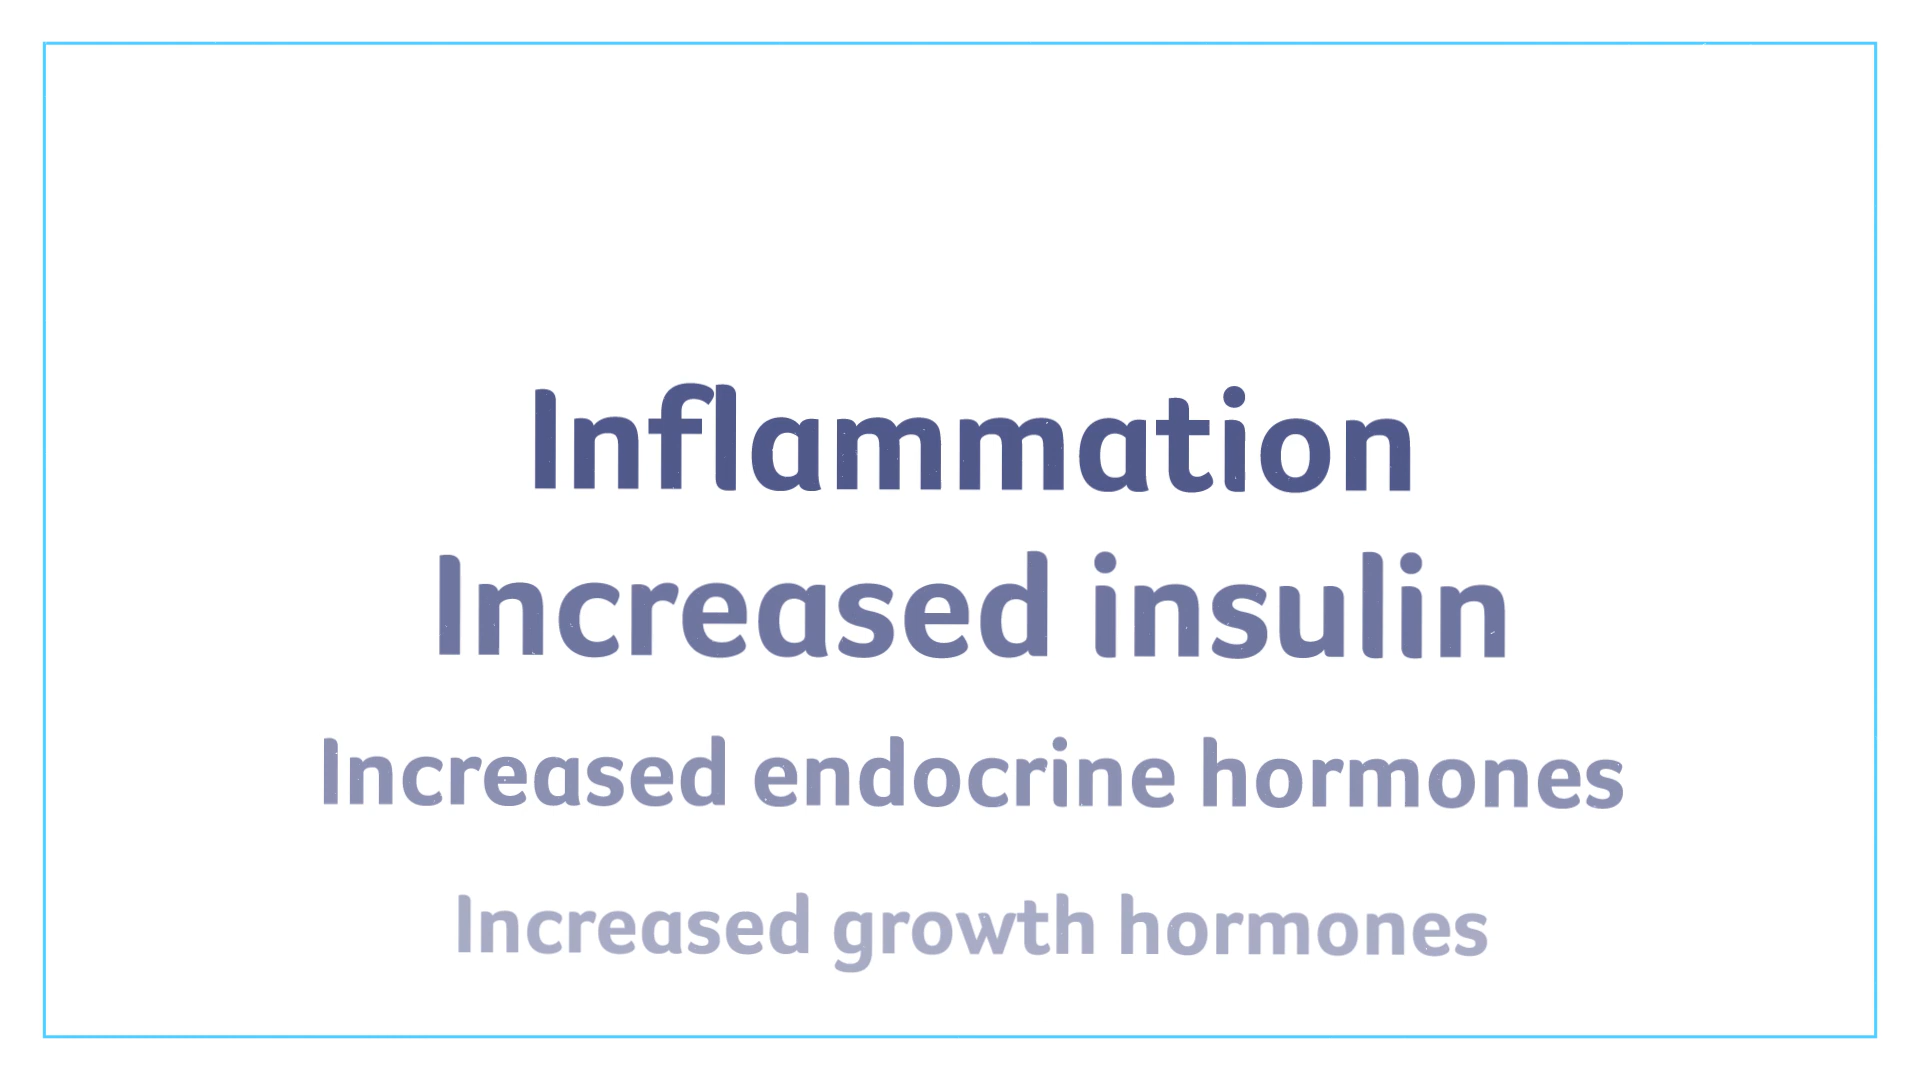 Inflammation
Increased insulin
Increased endocrine hormones
Increased growth hormones